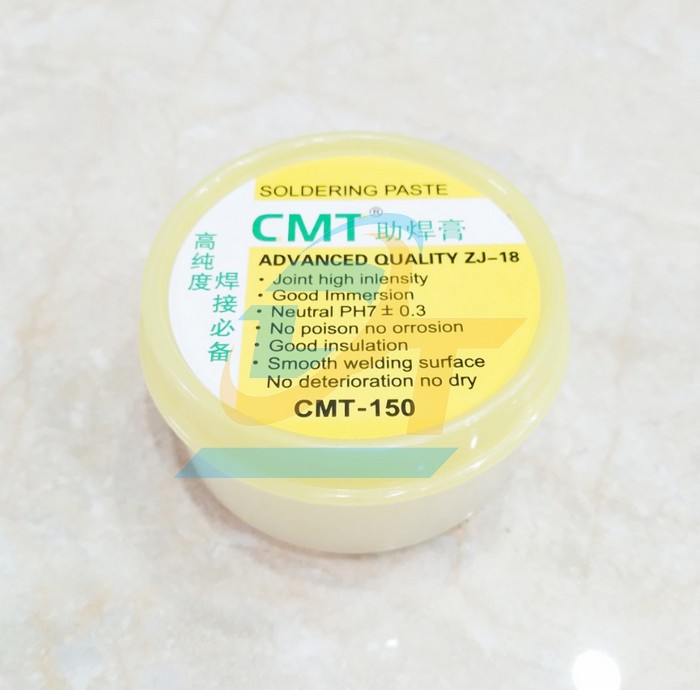 SOLDERING PASTE
CMT® 助焊膏
ADVANCED QUALITY ZJ-18
• Joint high inlensity
• Good Immersion
• Neutral PH7 ± 0.3
• No poison no orrosion
• Good insulation
• Smooth welding surface
No deterioration no dry
CMT-150
高纯度
焊接必备